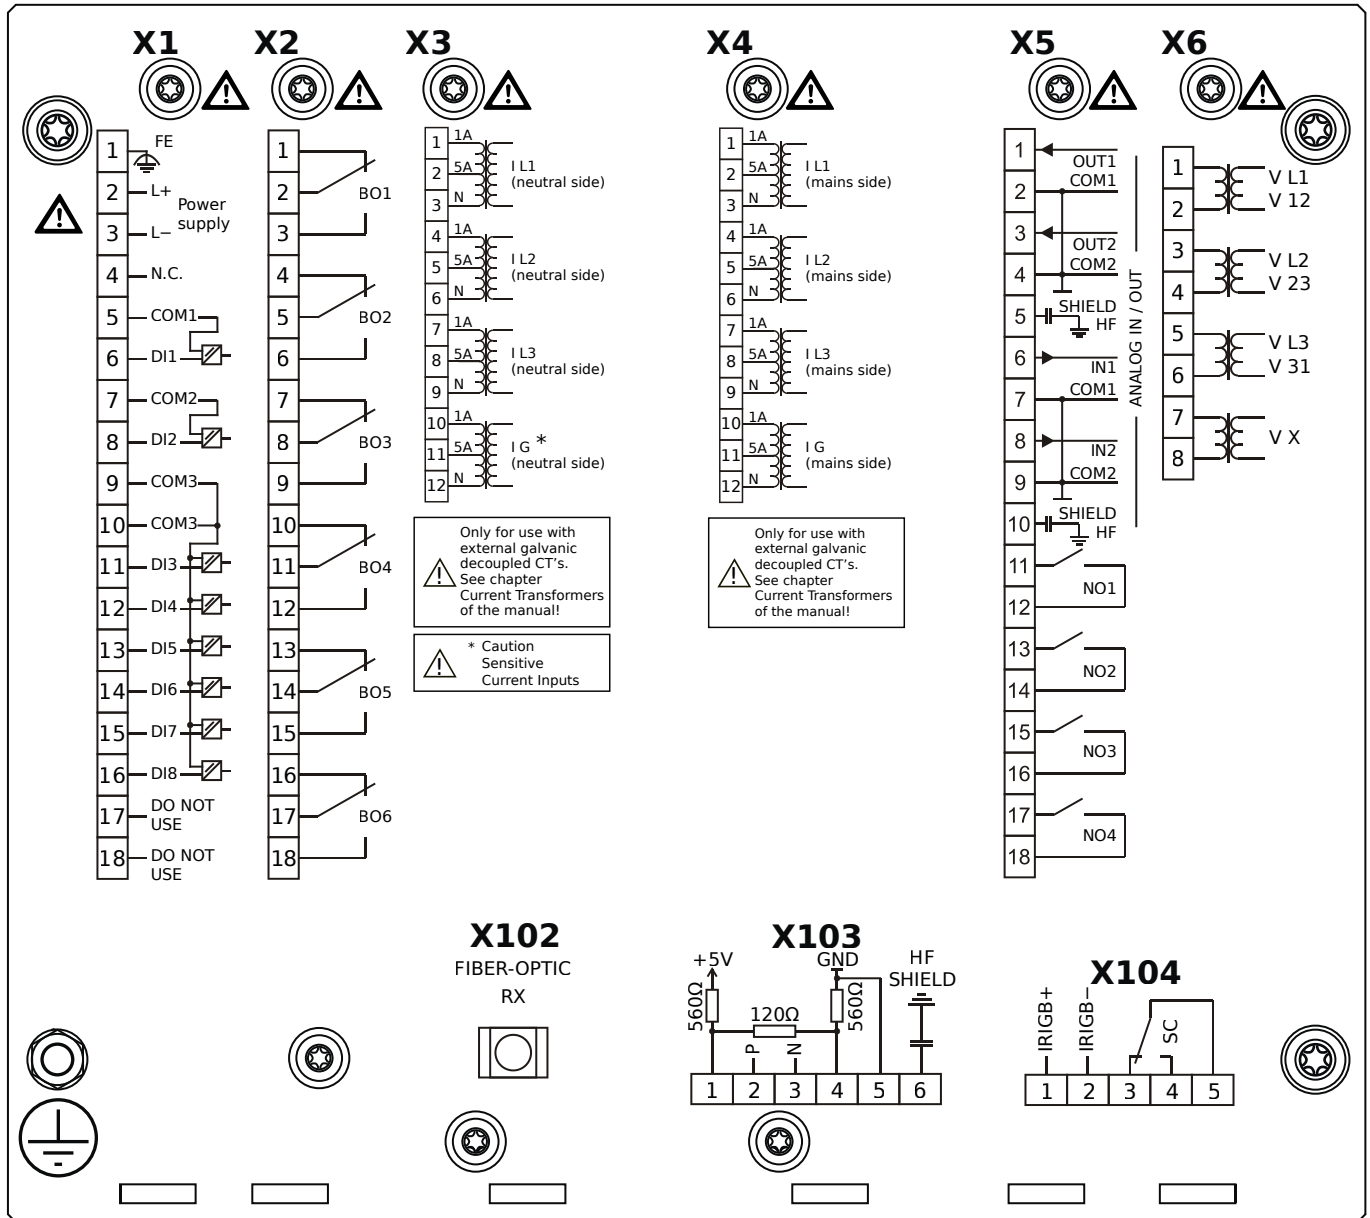 X1
X2
X3
X4
X5
X6
1
FE
2
L+
Power
supply
3
L−
4
N.C.
5
COM1
6
DI1
7
COM2
8
DI2
9
COM3
10
COM3
11
DI3
12
DI4
13
DI5
14
DI6
15
DI7
16
DI8
17
DO NOT
USE
18
DO NOT
USE
1
2
BO1
3
4
5
BO2
6
7
8
BO3
9
10
11
BO4
12
13
14
BO5
15
16
17
BO6
18
1
1A
2
5A
I L1
(neutral side)
3
N
4
1A
5
5A
I L2
(neutral side)
6
N
7
1A
8
5A
I L3
(neutral side)
9
N
10
1A
11
5A
I G *
(neutral side)
12
N
Only for use with
external galvanic
decoupled CT's.
See chapter
Current Transformers
of the manual!
* Caution
Sensitive
Current Inputs
1
1A
2
5A
I L1
(mains side)
3
N
4
1A
5
5A
I L2
(mains side)
6
N
7
1A
8
5A
I L3
(mains side)
9
N
10
1A
11
5A
I G
(mains side)
12
N
Only for use with
external galvanic
decoupled CT's.
See chapter
Current Transformers
of the manual!
1
OUT1
2
COM1
3
OUT2
4
COM2
5
SHIELD
HF
6
IN1
7
COM1
8
IN2
9
COM2
10
SHIELD
HF
ANALOG IN / OUT
11
NO1
12
13
NO2
14
15
NO3
16
17
NO4
18
1
V L1
2
V 12
3
V L2
4
V 23
5
V L3
6
V 31
7
V X
8
X102
FIBER-OPTIC
RX
X103
+5V
GND
HF
SHIELD
560Ω
120Ω
560Ω
P
N
1 2 3 4 5 6
X104
IRIGB+
IRIGB−
SC
1 2 3 4 5